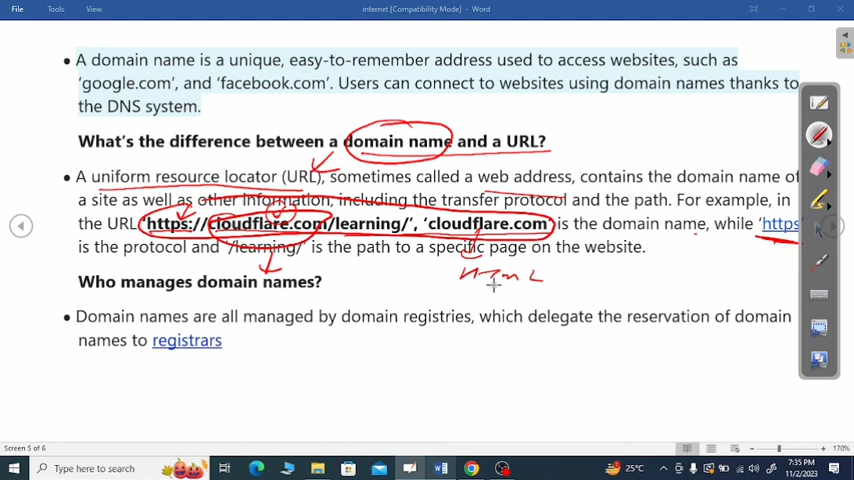 File
internet [Compatibility Mode] - Word
• A domain name is a unique, easy-to-remember address used to access websites, such as
‘google.com’, and ‘facebook.com’. Users can connect to websites using domain names thanks to
the DNS system.
What's the difference between a domain name and a URL?
• A uniform resource locator (URL), sometimes called a web address, contains the domain name of
a site as well as other information, including the transfer protocol and the path. For example, in
the URL ‘https://cloudflare.com/learning/’, ‘cloudflare.com’ is the domain name, while ‘https’
is the protocol and ‘/learning/’ is the path to a specific page on the website.
HTML
Who manages domain names?
• Domain names are all managed by domain registries, which delegate the reservation of domain
names to registrars
Screen 5 of 6
170%
Type here to search
25°C
7:35 PM
11/2/2023